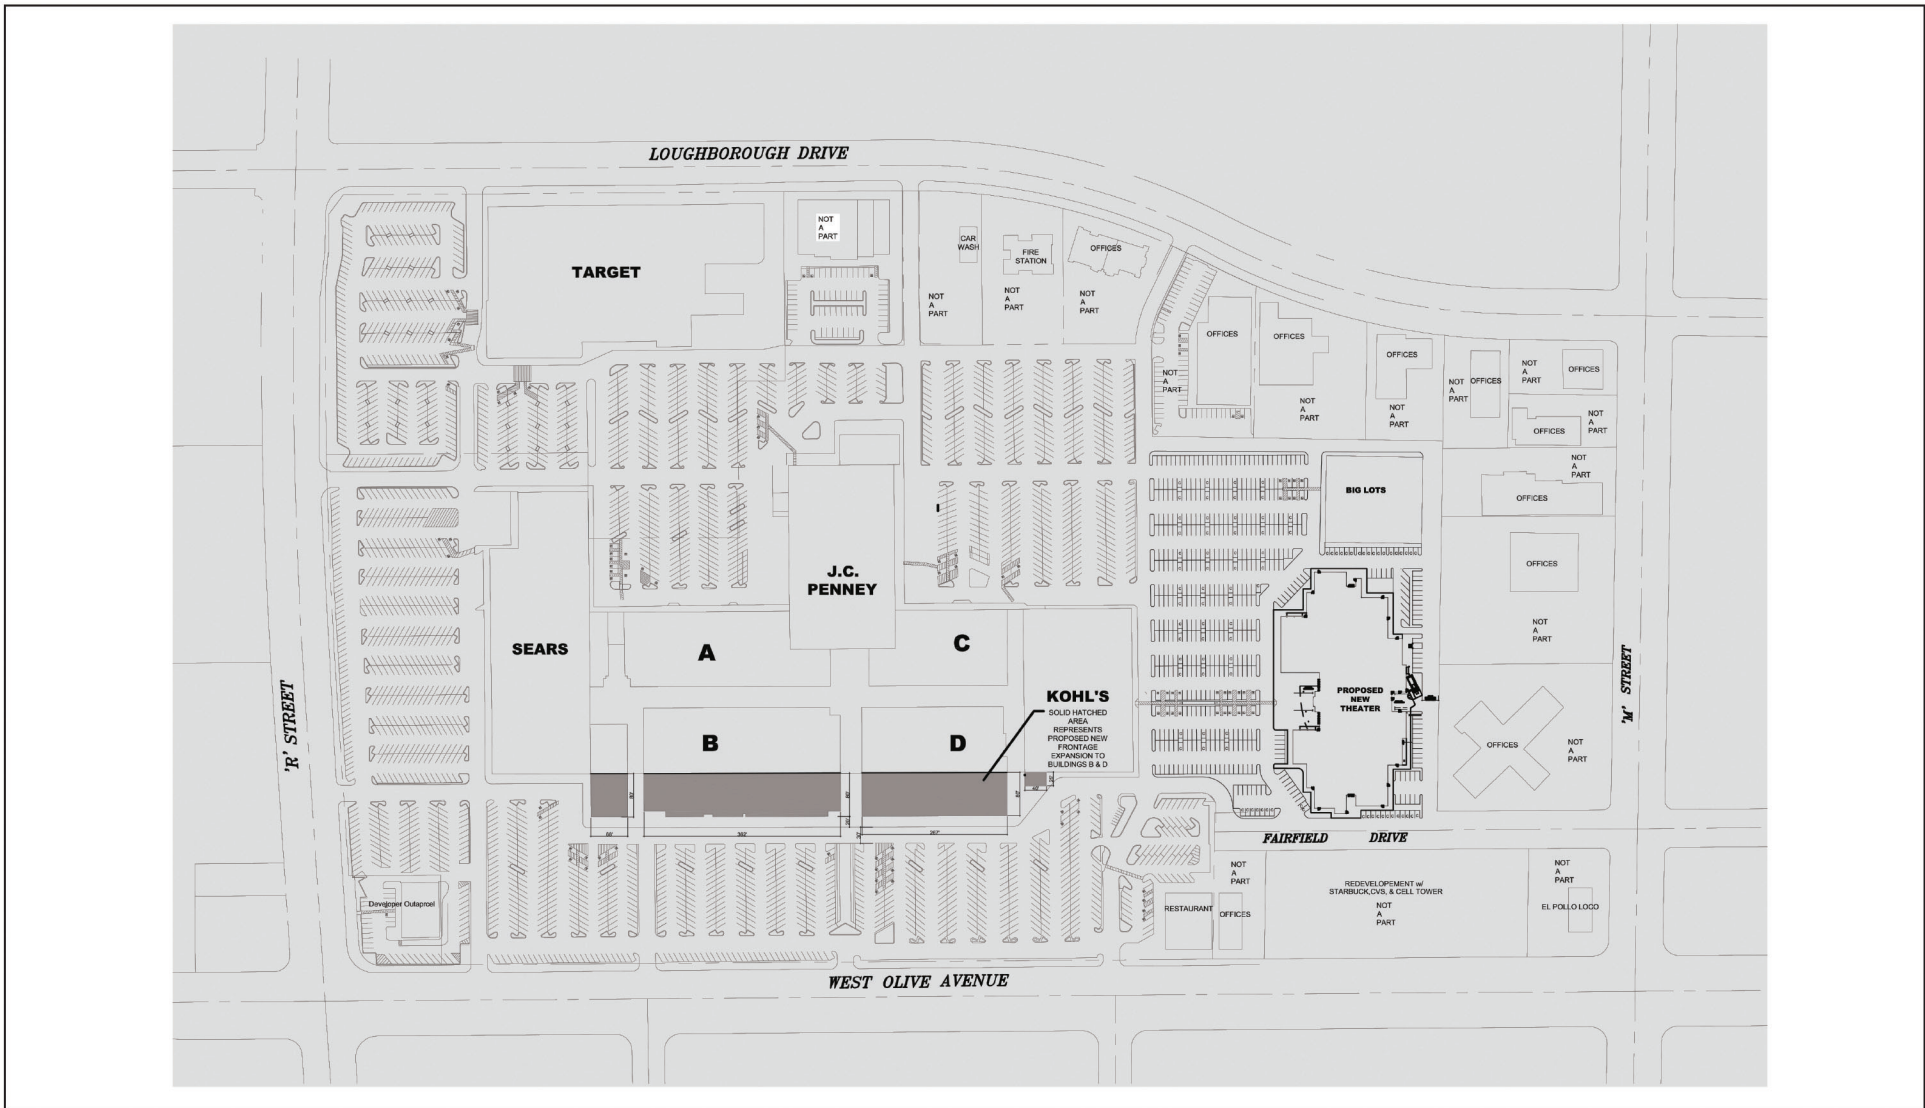 LOUGHBOROUGH DRIVE
NOT
A
PART
CAR
WASH
FIRE
STATION
OFFICES
TARGET
NOT
A
PART
NOT
A
PART
NOT
A
PART
OFFICES
OFFICES
OFFICES
NOT
A
PART
NOT
A
PART
NOT
A
PART
NOT
A
PART
OFFICES
NOT
A
PART
OFFICES
OFFICES
NOT
A
PART
NOT
A
PART
OFFICES
BIG LOTS
J.C.
PENNEY
OFFICES
NOT
A
PART
SEARS
A
C
KOHL'S
SOLID HATCHED
AREA
REPRESENTS
PROPOSED NEW
FRONTAGE
EXPANSION TO
BUILDINGS B & D
PROPOSED
NEW
THEATER
'R' STREET
'M' STREET
B
D
OFFICES
NOT
A
PART
FAIRFIELD DRIVE
Developer Outaprcel
RESTAURANT
NOT
A
PART
OFFICES
REDEVELOPEMENT w/
STARBUCK,CVS, & CELL TOWER
NOT
A
PART
NOT
A
PART
EL POLLO LOCO
WEST OLIVE AVENUE